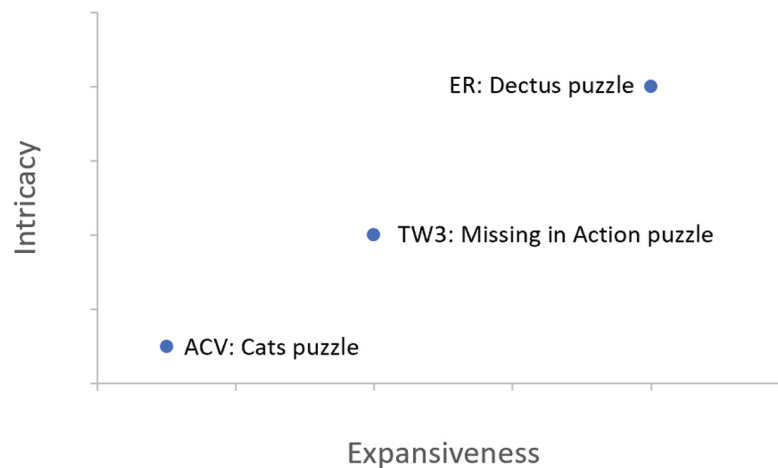 ER: Dectus puzzle
Intricacy
TW3: Missing in Action puzzle
ACV: Cats puzzle
Expansiveness